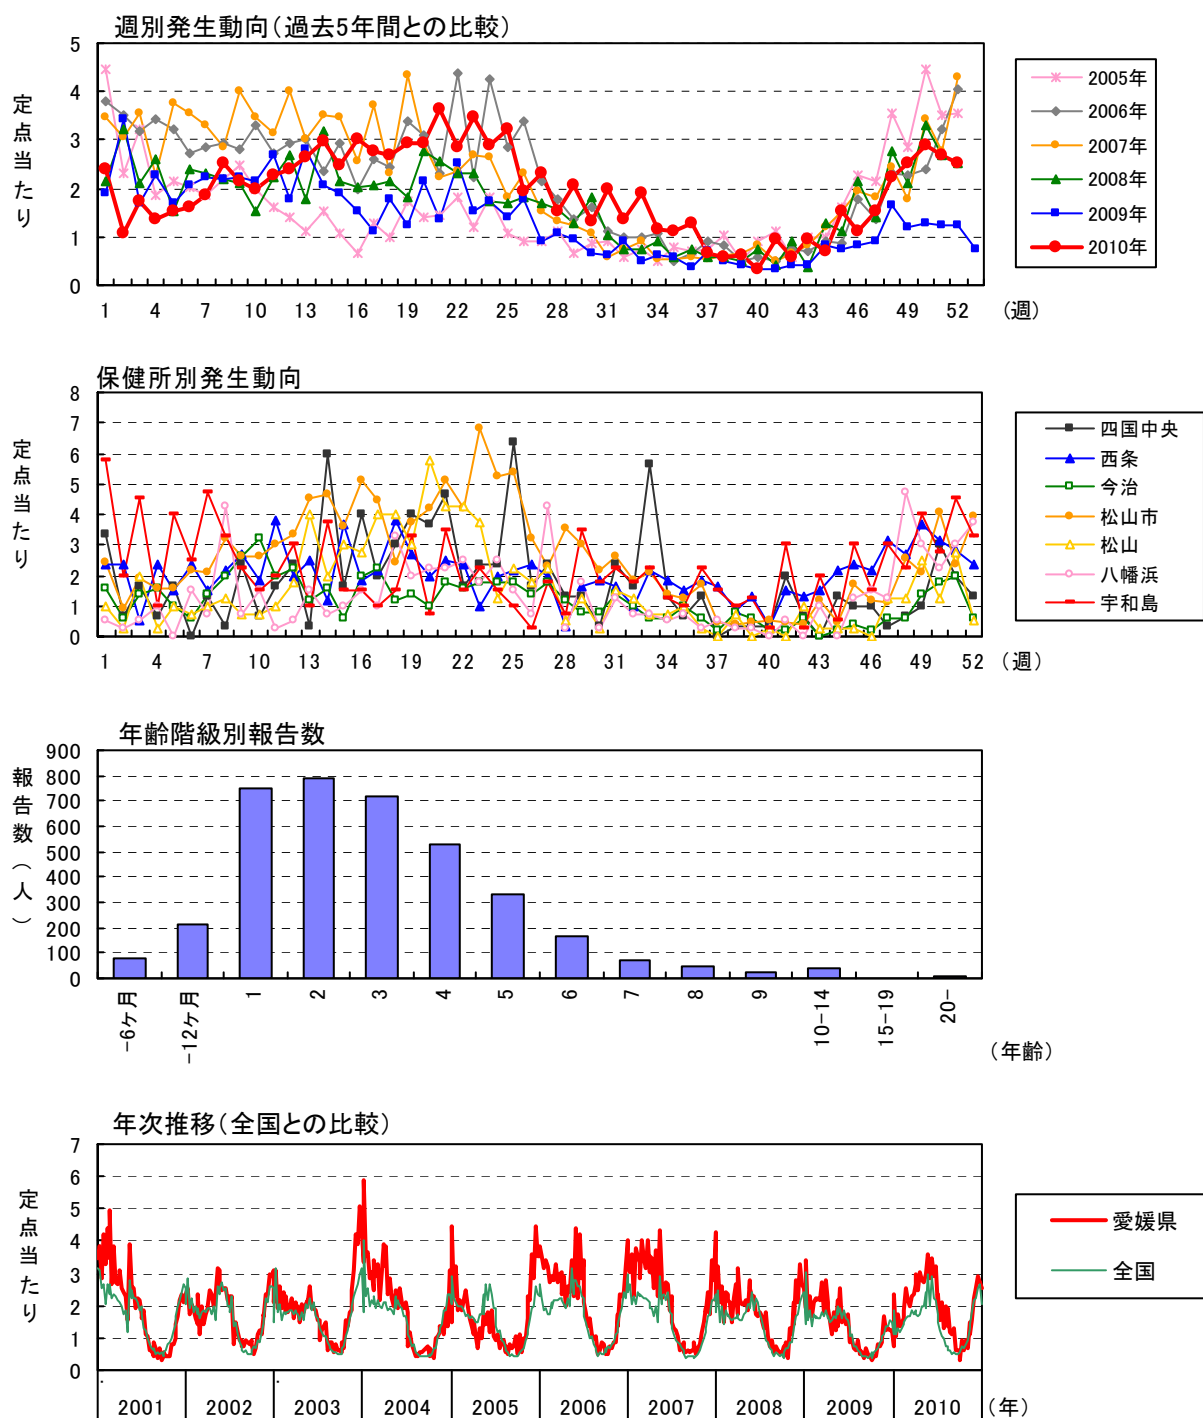 週別発生動向（過去5年間との比較）
定点当たり
5
4
3
2
1
0
1 4 7 10 13 16 19 22 25 28 31 34 37 40 43 46 49 52 (週)
2005年
2006年
2007年
2008年
2009年
2010年
保健所別発生動向
定点当たり
8
7
6
5
4
3
2
1
0
1 4 7 10 13 16 19 22 25 28 31 34 37 40 43 46 49 52 (週)
四国中央
西条
今治
松山市
松山
八幡浜
宇和島
年齢階級別報告数
報告数（人）
900
800
700
600
500
400
300
200
100
0
-6ヶ月 -12ヶ月 1 2 3 4 5 6 7 8 9 10-14 15-19 20-
（年齢）
年次推移（全国との比較）
定点当たり
7
6
5
4
3
2
1
0
2001 2002 2003 2004 2005 2006 2007 2008 2009 2010 (年)
愛媛県
全国